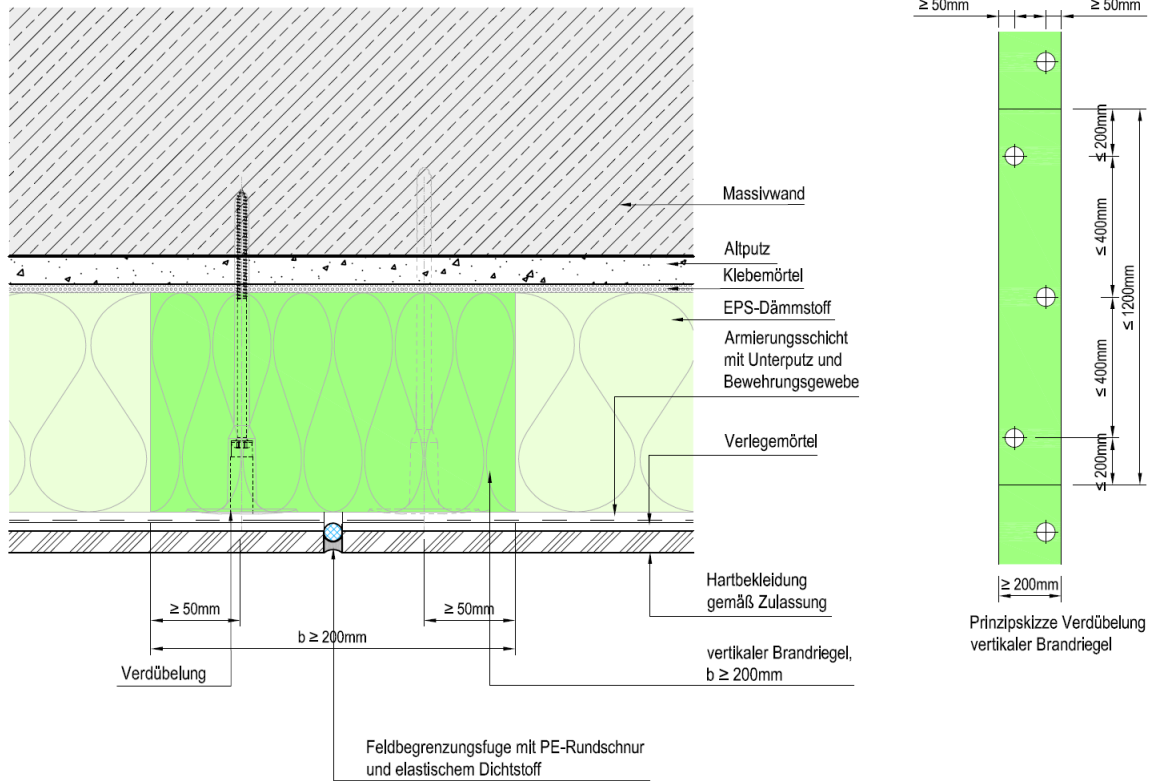 Massivwand
Altputz
Klebemörtel
EPS-Dämmstoff
Armierungsschicht
mit Unterputz und
Bewehrungsgewebe
Verlegemörtel
Hartbekleidung
gemäß Zulassung
vertikaler Brandriegel,
b ≥ 200mm
≥ 50mm
≥ 50mm
b ≥ 200mm
Verdübelung
Feldbegrenzungsfuge mit PE-Rundschnur
und elastischem Dichtstoff
≥ 50mm
≥ 50mm
≤ 200mm
≤ 400mm
≤ 400mm
≤ 200mm
≤ 1200mm
≥ 200mm
Prinzipskizze Verdübelung
vertikaler Brandriegel